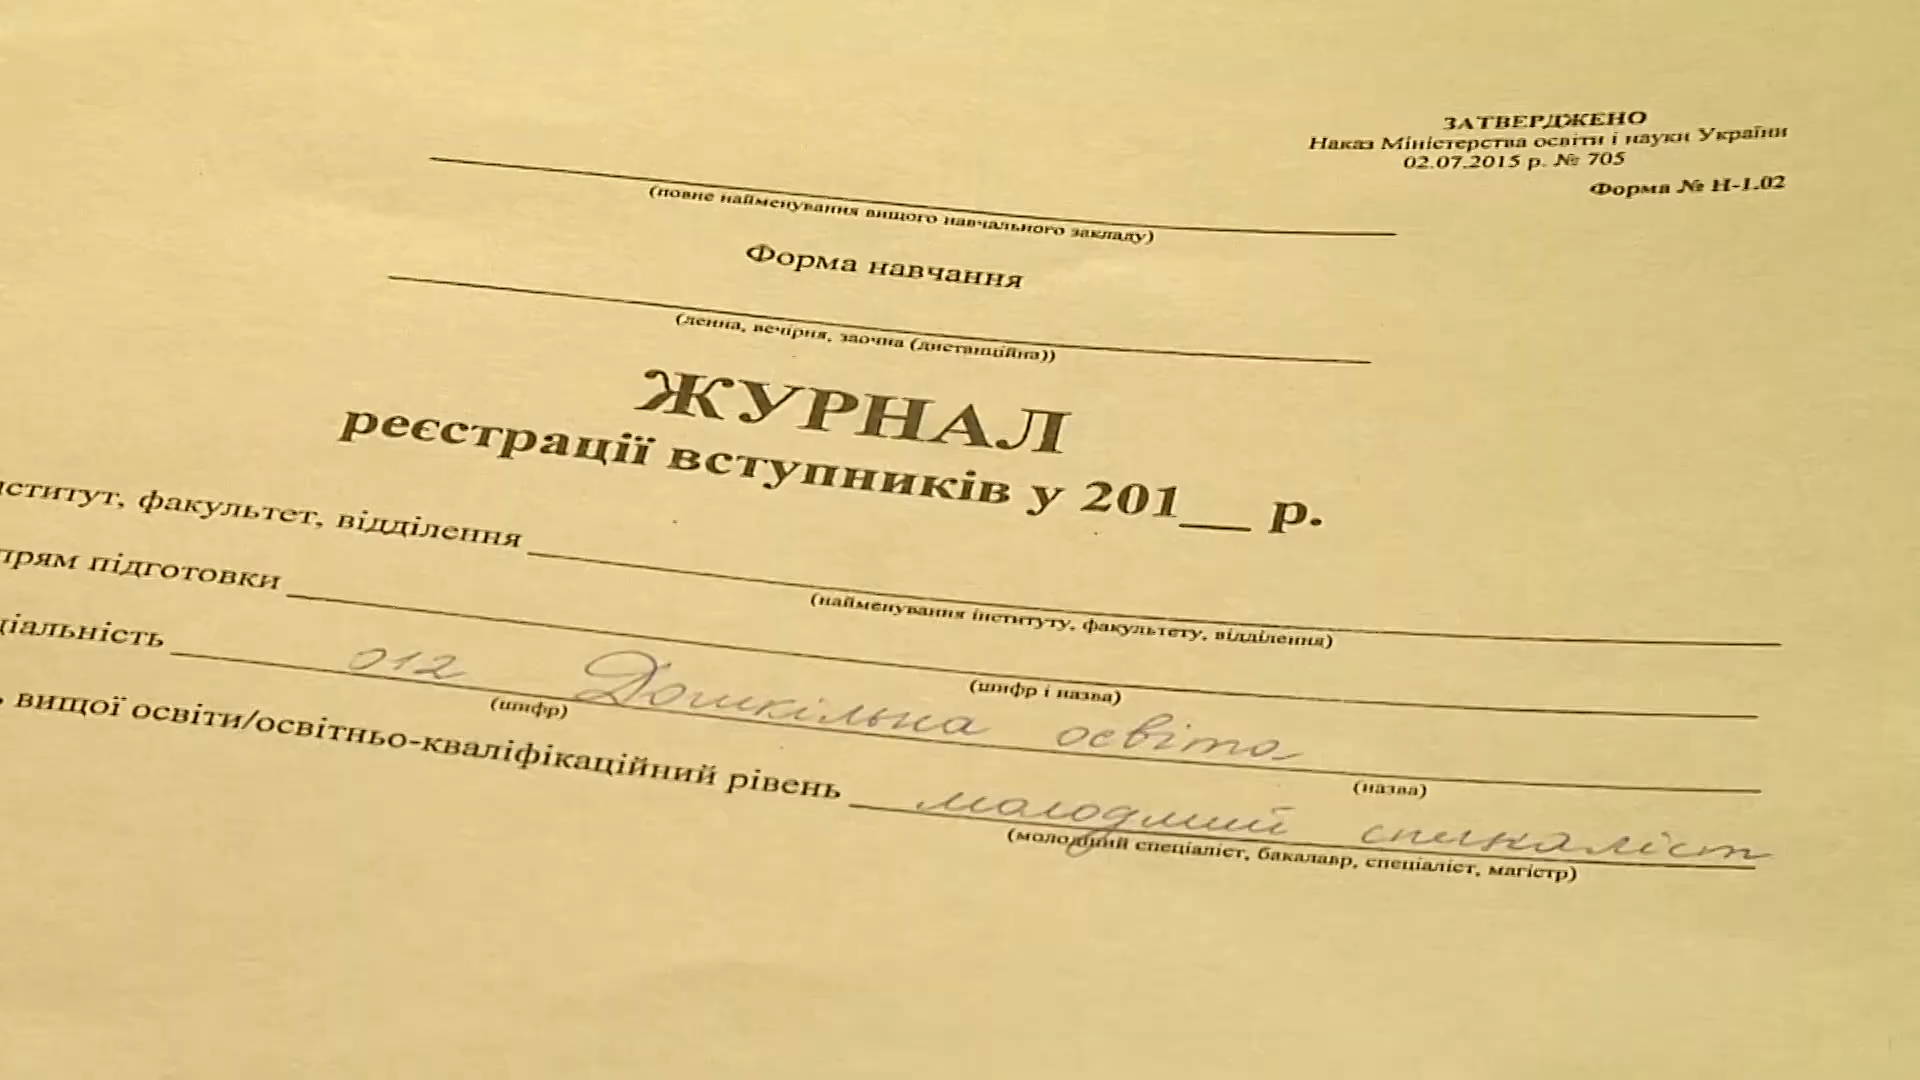 ЗАТВЕРДЖЕНО
Наказ Міністерства освіти і науки України
02.07.2015 р. № 705
Форма № Н-1.02
(повне найменування вищого навчального закладу)
Форма навчання
(денна, вечірня, заочна (дистанційна))
ЖУРНАЛ
реєстрації вступників у 201__ р.
нститут, факультет, відділення
(найменування інституту, факультету, відділення)
прям підготовки
(шифр і назва)
ціальність 012 Дошкільна освіта
(шифр) (назва)
ь вищої освіти/освітньо-кваліфікаційний рівень молодший спеціаліст
(молодший спеціаліст, бакалавр, спеціаліст, магістр)